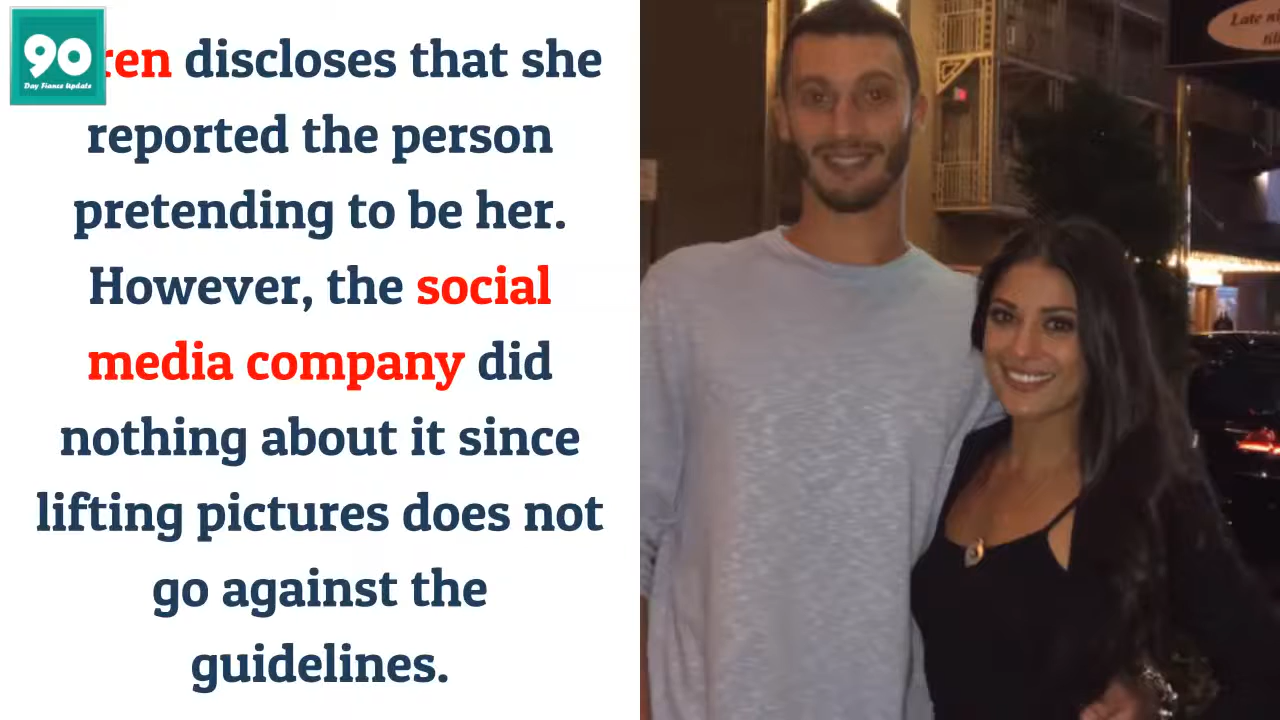 90
Day Fiance Update
ren discloses that she
reported the person
pretending to be her.
However, the social
media company did
nothing about it since
lifting pictures does not
go against the
guidelines.
Late